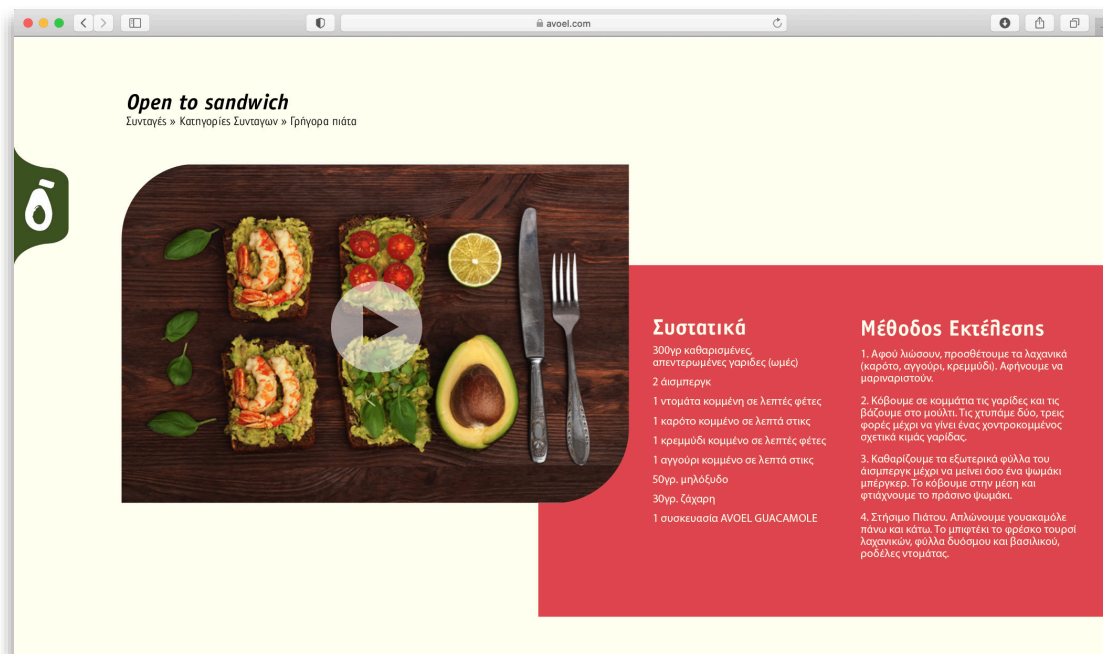 avoel.com
Open to sandwich
Συνταγές » Κατηγορίες Συνταγων » Γρήγορα πιάτα
Συστατικά
300γρ καθαρισμένες,
απεντερωμένες γαρίδες (ωμές)
2 άισμπεργκ
1 ντομάτα κομμένη σε λεπτές φέτες
1 καρότο κομμένο σε λεπτά στικς
1 κρεμμύδι κομμένο σε λεπτές φέτες
1 αγγούρι κομμένο σε λεπτά στικς
50γρ. μηλόξυδο
30γρ. ζάχαρη
1 συσκευασία AVOEL GUACAMOLE
Μέθοδος Εκτέλεσης
1. Αφού λιώσουν, προσθέτουμε τα λαχανικά
(καρότο, αγγούρι, κρεμμύδι). Αφήνουμε να
μαριναριστούν.
2. Κόβουμε σε κομμάτια τις γαρίδες και τις
βάζουμε στο μούλτι. Τις χτυπάμε δύο, τρεις
φορές μέχρι να γίνει ένας χοντροκομμένος
σχετικά κιμάς γαρίδας.
3. Καθαρίζουμε τα εξωτερικά φύλλα του
άισμπεργκ μέχρι να μείνει όσο ένα ψωμάκι
μπέργκερ. Το κόβουμε στην μέση και
φτιάχνουμε το πράσινο ψωμάκι.
4. Στήσιμο Πιάτου. Απλώνουμε γουακαμόλε
πάνω και κάτω. Το μπιφτέκι το φρέσκο τουρσί
λαχανικών, φύλλα δυόσμου και βασιλικού,
ροδέλες ντομάτας.